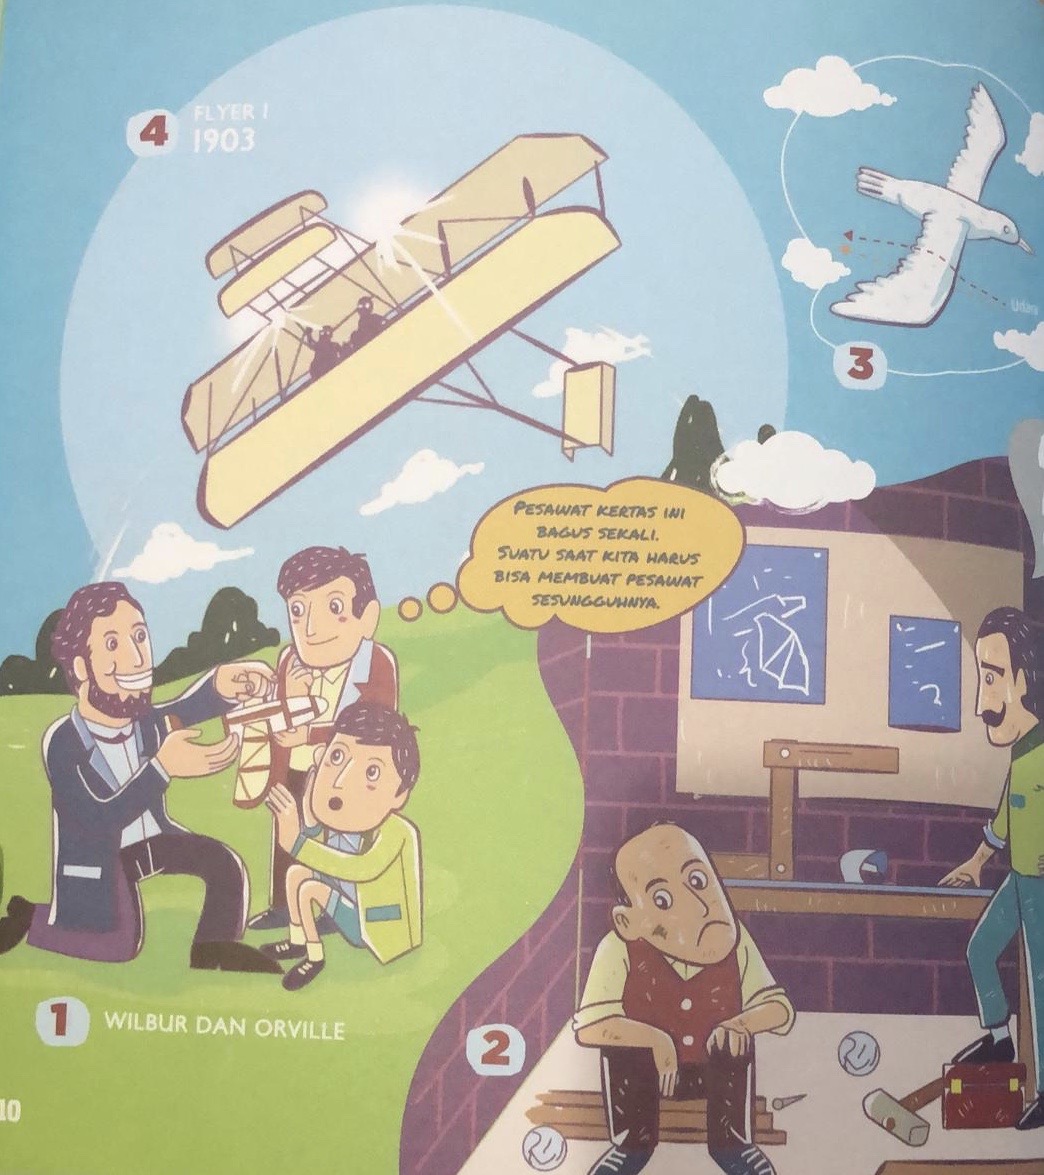 4
FLYER I
1903
3
Udara
PESAWAT KERTAS INI
BAGUS SEKALI.
SUATU SAAT KITA HARUS
BISA MEMBUAT PESAWAT
SESUNGGUHNYA.
1
WILBUR DAN ORVILLE
2
10